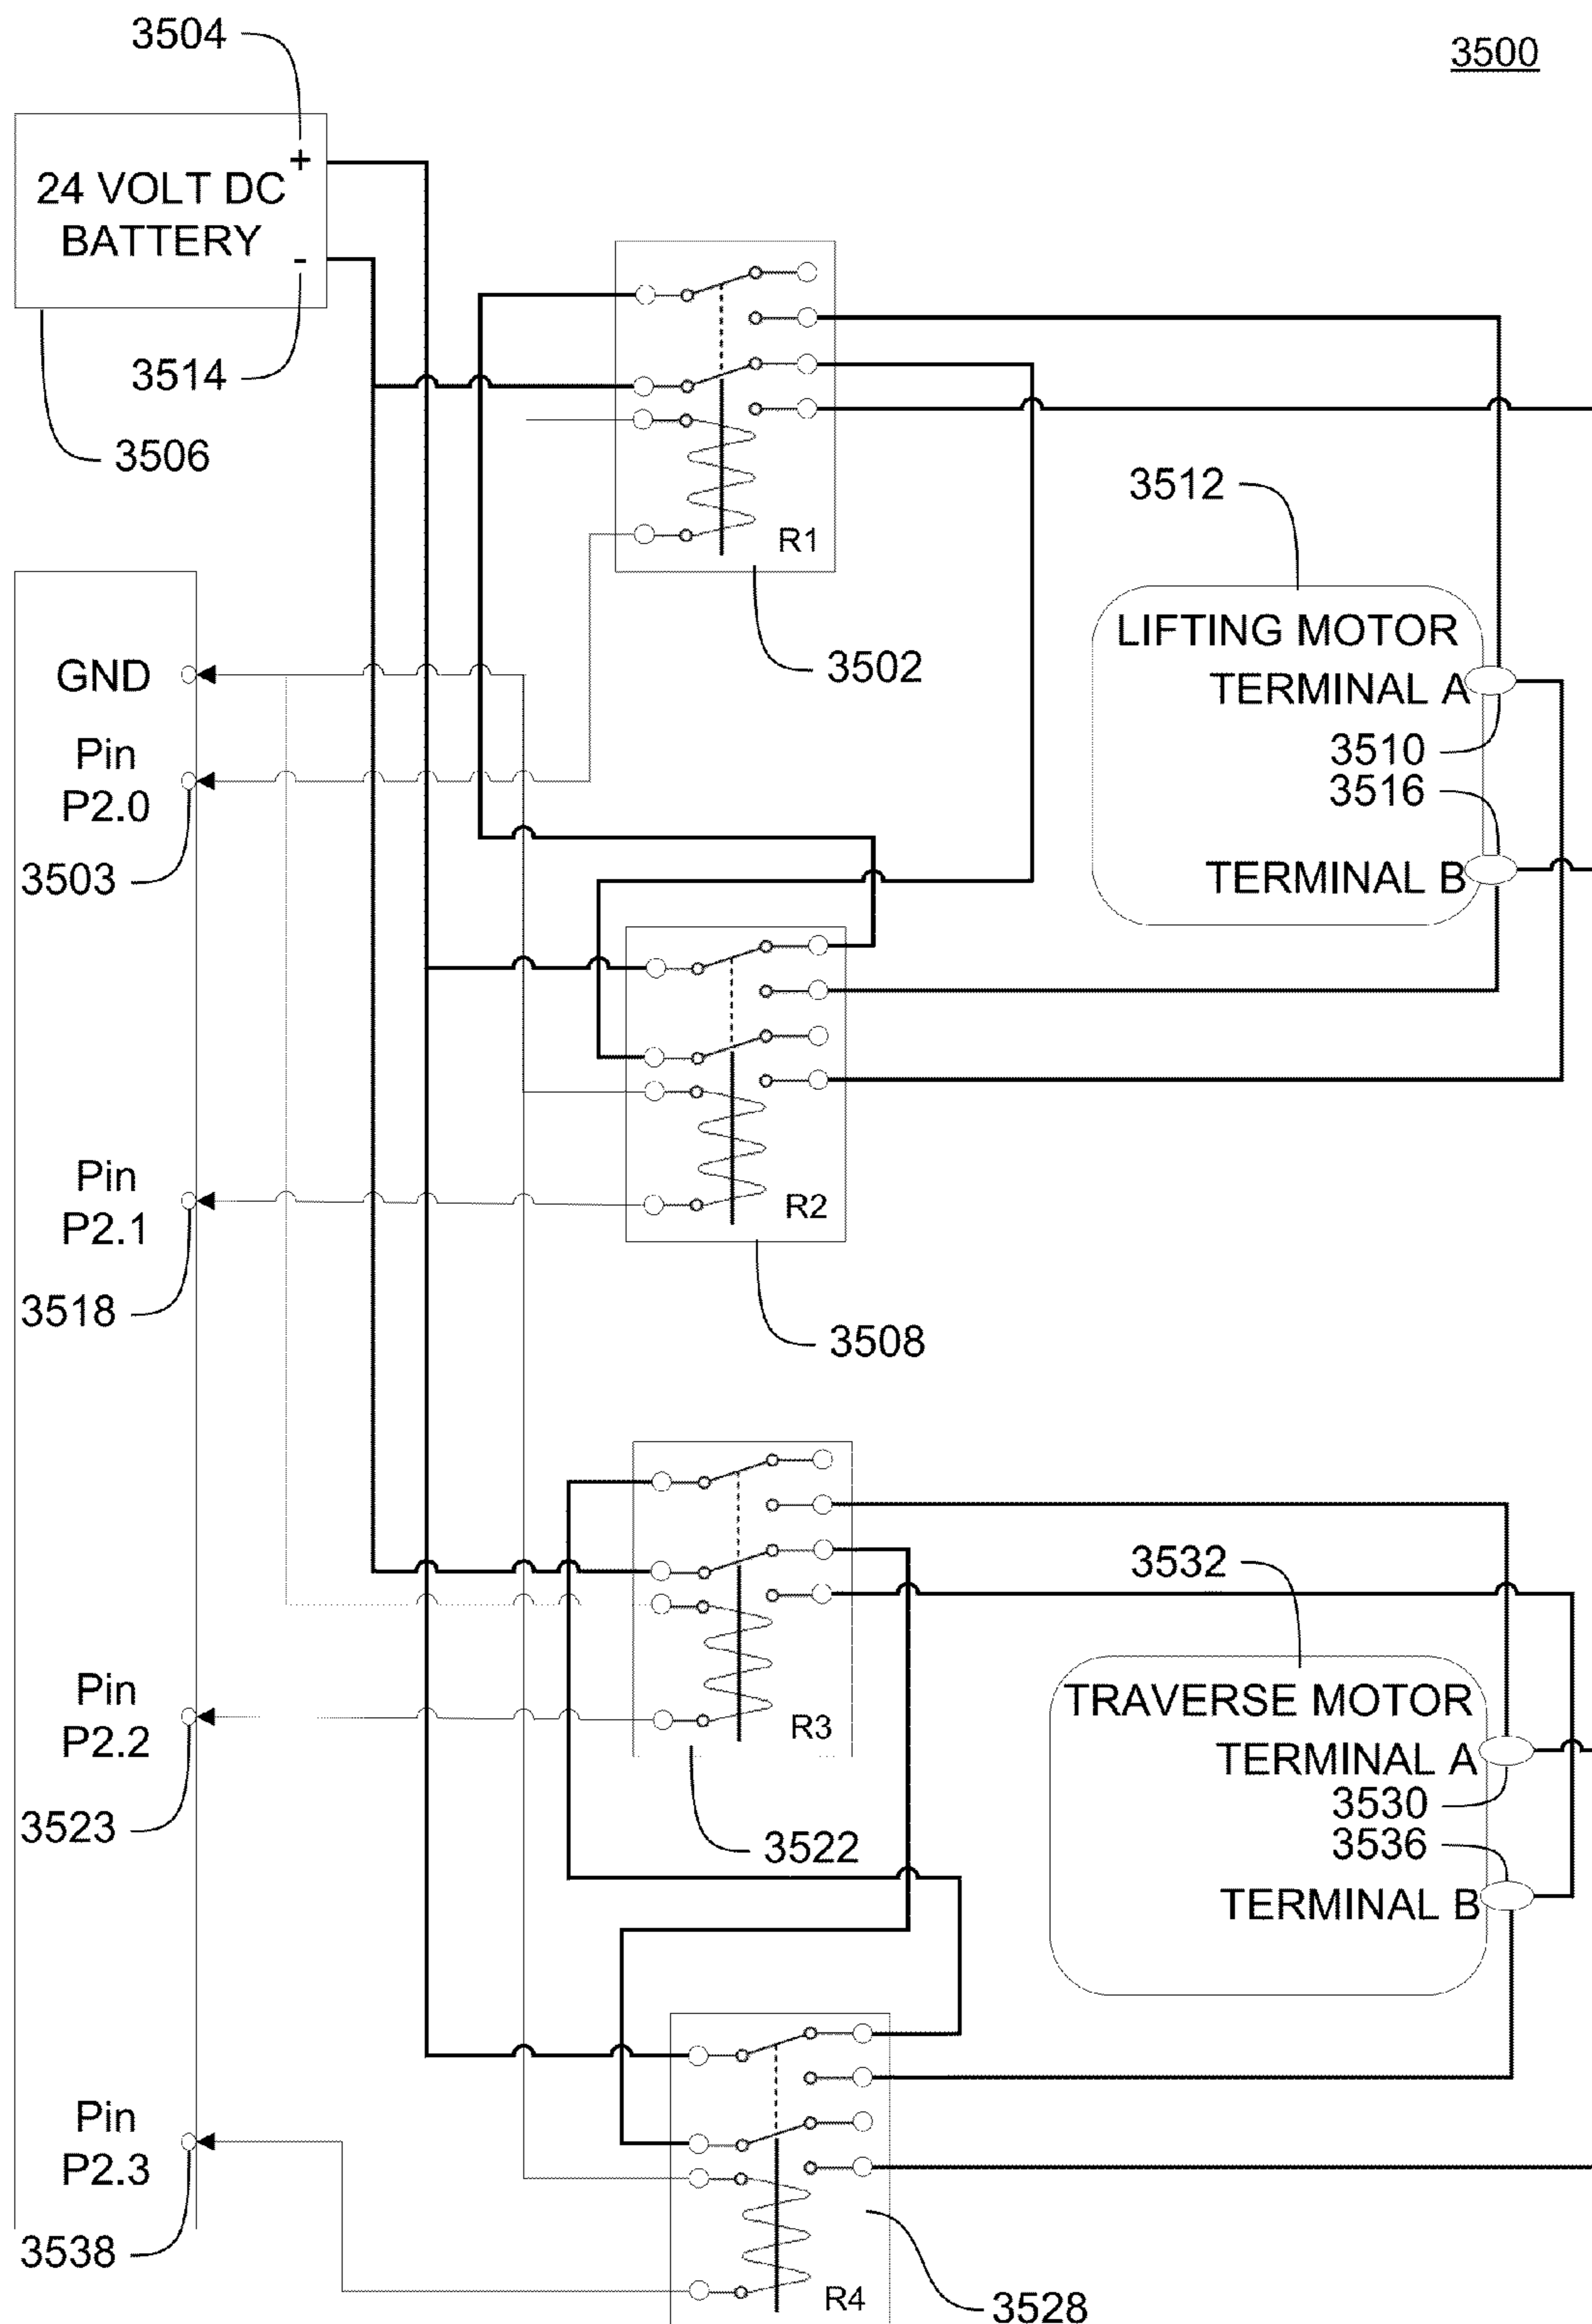 3504
3500
+
24 VOLT DC
BATTERY
-
3514
3506
R1
3502
3512
LIFTING MOTOR
TERMINAL A
3510
3516
TERMINAL B
GND
Pin
P2.0
3503
R2
3508
Pin
P2.1
3518
R3
3522
Pin
P2.2
3523
3532
TRAVERSE MOTOR
TERMINAL A
3530
3536
TERMINAL B
Pin
P2.3
3538
R4
3528